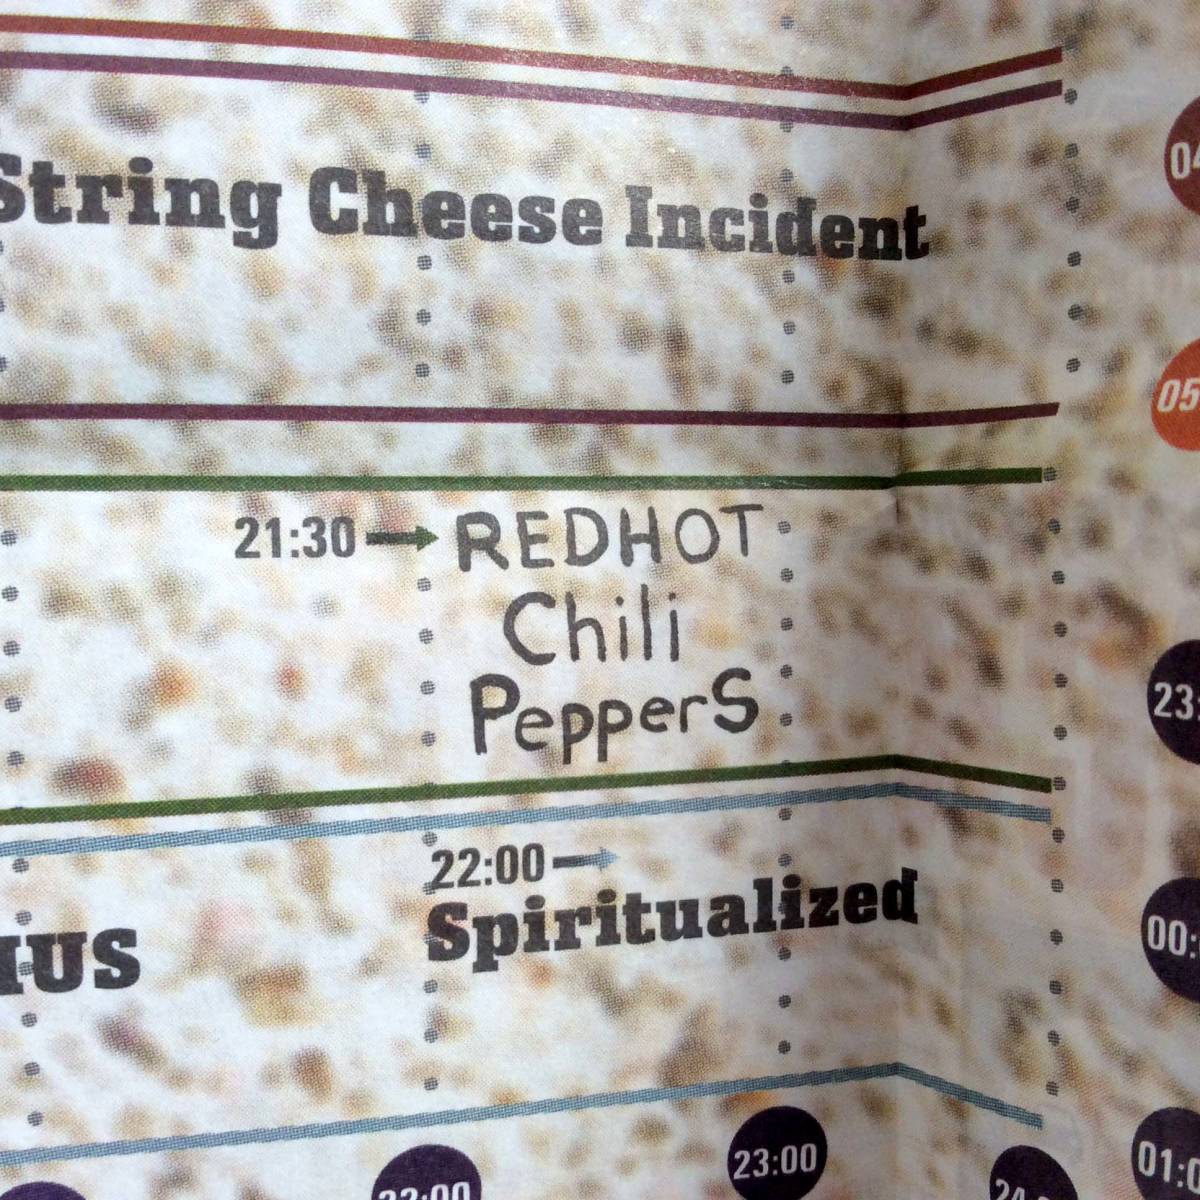 String Cheese Incident
21:30
REDHOT
Chili
PepperS
22:00
Spiritualized
23:00